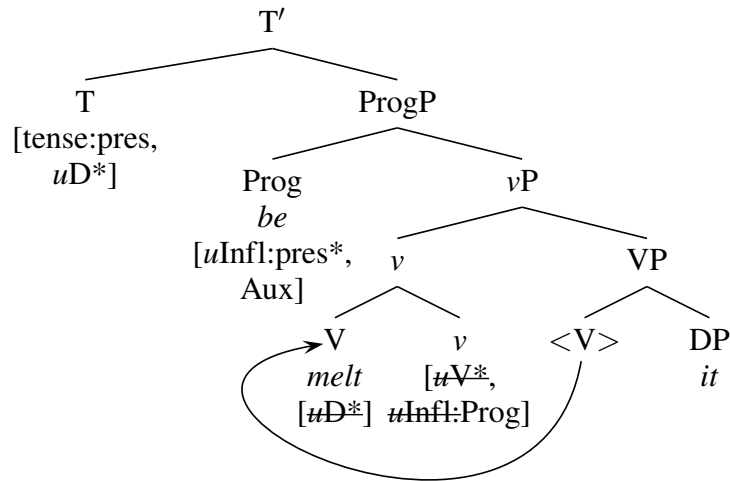 T′
T ProgP
[tense:pres,
uD*]
Prog vP
be
[uInfl:pres*,
Aux]
v VP
V v <V> DP
melt [uV*, it
[uD*] uInfl:Prog]